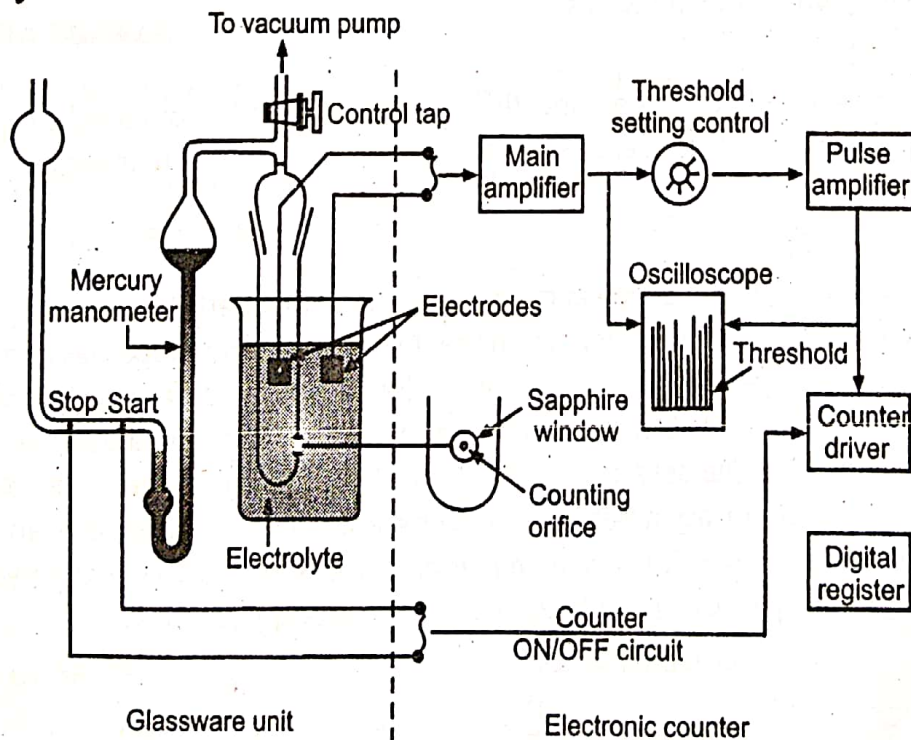 To vacuum pump
Control tap
Threshold
setting control
Main
amplifier
Pulse
amplifier
Oscilloscope
Mercury
manometer
Electrodes
Threshold
Stop Start
Sapphire
window
Counter
driver
Counting
orifice
Electrolyte
Digital
register
Counter
ON/OFF circuit
Glassware unit
Electronic counter